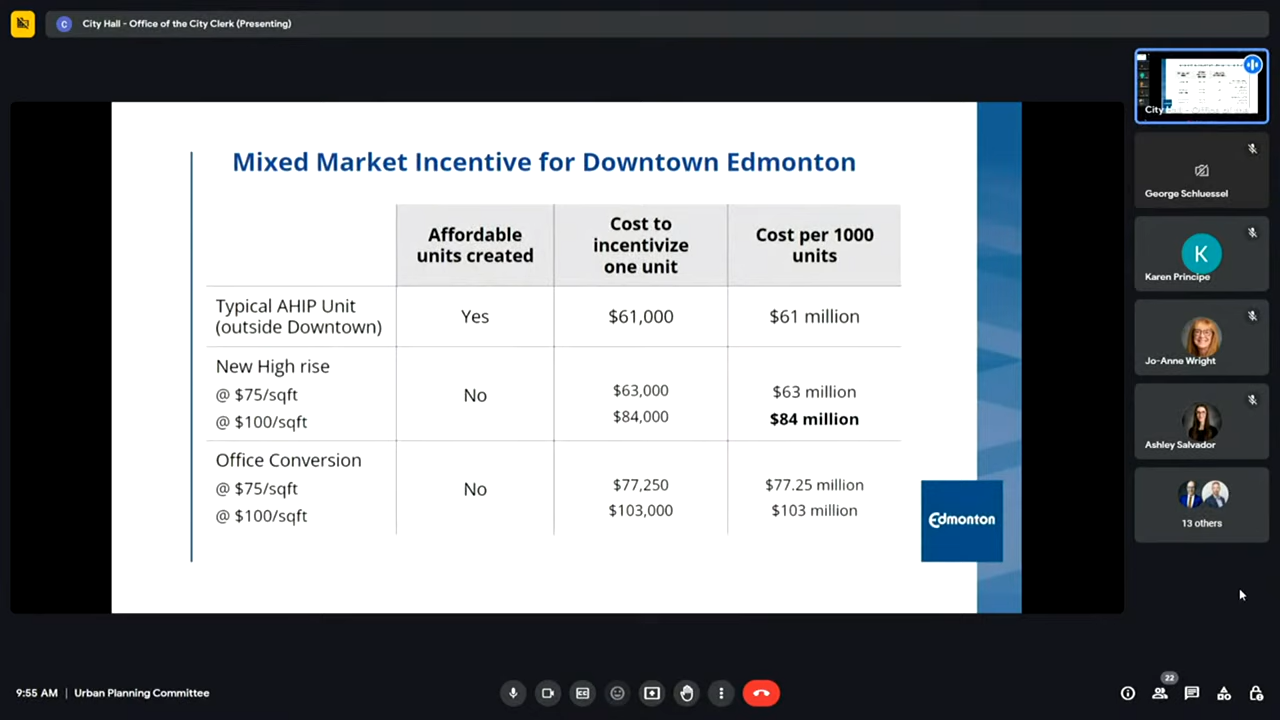 C
City Hall - Office of the City Clerk (Presenting)
Mixed Market Incentive for Downtown Edmonton
Affordable
units created
Cost to
incentivize
one unit
Cost per 1000
units
Typical AHIP Unit
(outside Downtown)
Yes
$61,000
$61 million
New High rise
@ $75/sqft
@ $100/sqft
No
$63,000
$84,000
$63 million
$84 million
Office Conversion
@ $75/sqft
@ $100/sqft
No
$77,250
$103,000
$77.25 million
$103 million
Edmonton
George Schluessel
K
Karen Principe
Jo-Anne Wright
Ashley Salvador
13 others
9:55 AM | Urban Planning Committee
CC
22